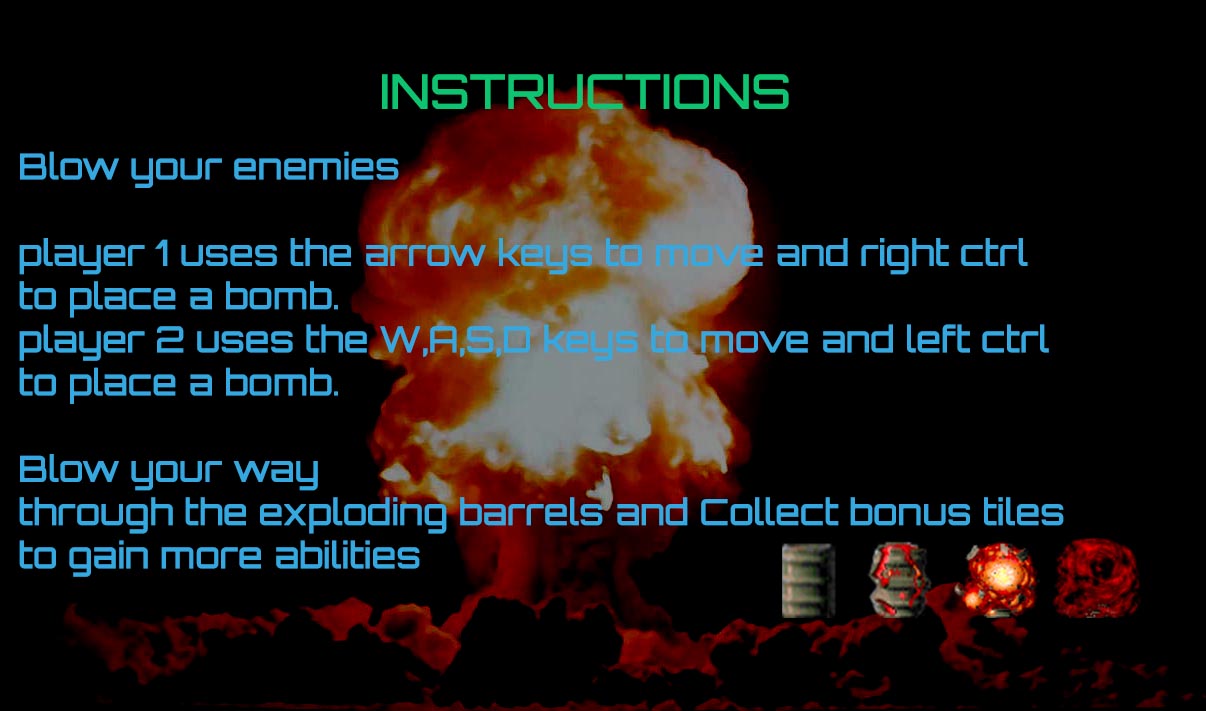 INSTRUCTIONS
Blow your enemies
player 1 uses the arrow keys to move and right ctrl
to place a bomb.
player 2 uses the W,A,S,D keys to move and left ctrl
to place a bomb.
Blow your way
through the exploding barrels and Collect bonus tiles
to gain more abilities